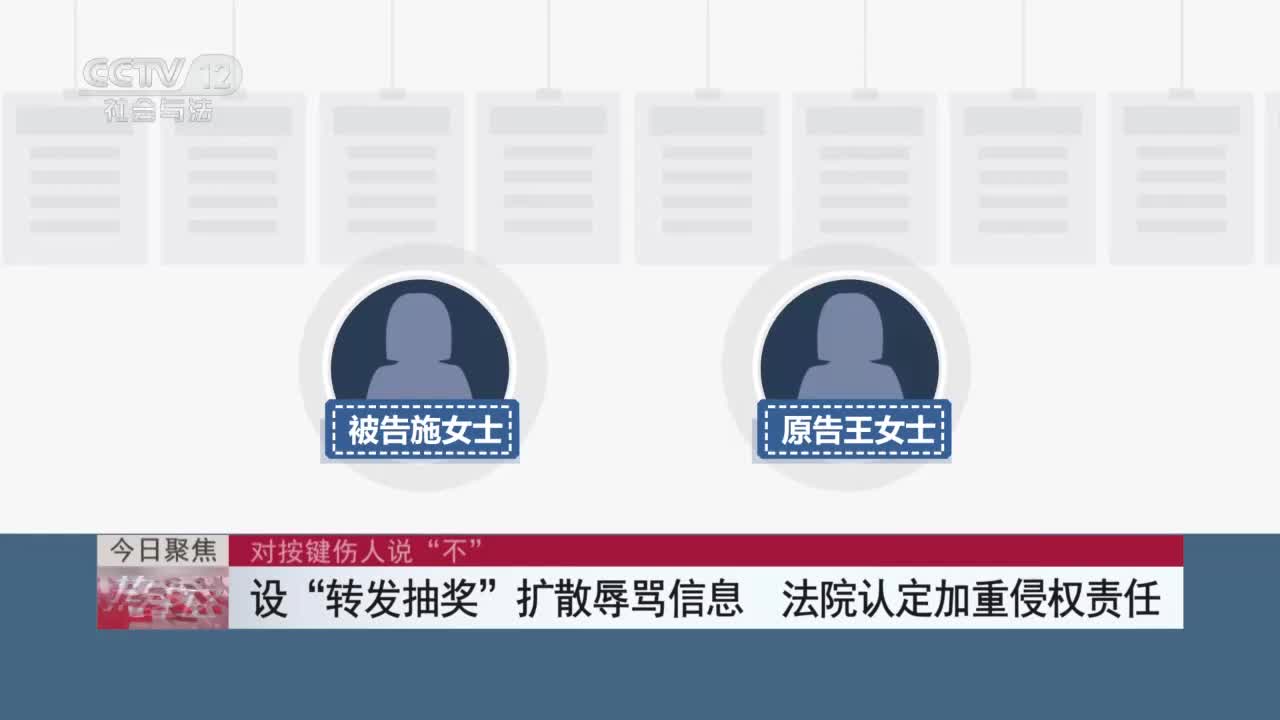 CCTV 12
社会与法
被告施女士
原告王女士
今日聚焦
对按键伤人说“不”
设“转发抽奖”扩散辱骂信息 法院认定加重侵权责任